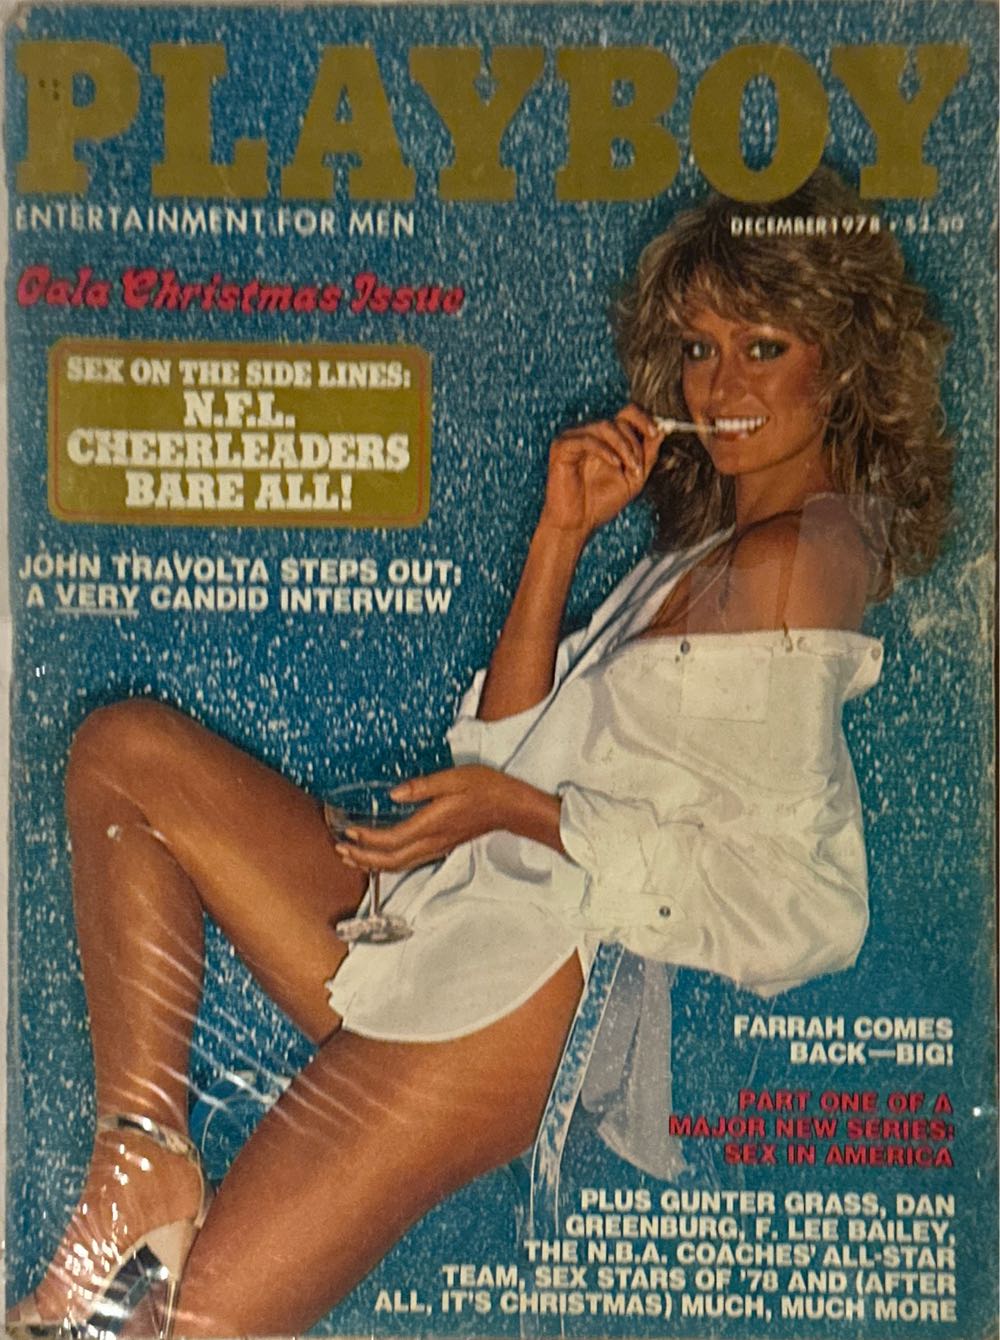 PLAYBOY
ENTERTAINMENT FOR MEN
DECEMBER 1978 • $2.50
Gala Christmas Issue
SEX ON THE SIDE LINES:
N.F.L.
CHEERLEADERS
BARE ALL!
JOHN TRAVOLTA STEPS OUT:
A VERY CANDID INTERVIEW
FARRAH COMES
BACK—BIG!
PART ONE OF A
MAJOR NEW SERIES:
SEX IN AMERICA
PLUS GUNTER GRASS, DAN
GREENBURG, F. LEE BAILEY,
THE N.B.A. COACHES' ALL-STAR
TEAM, SEX STARS OF '78 AND (AFTER
ALL, IT'S CHRISTMAS) MUCH, MUCH MORE